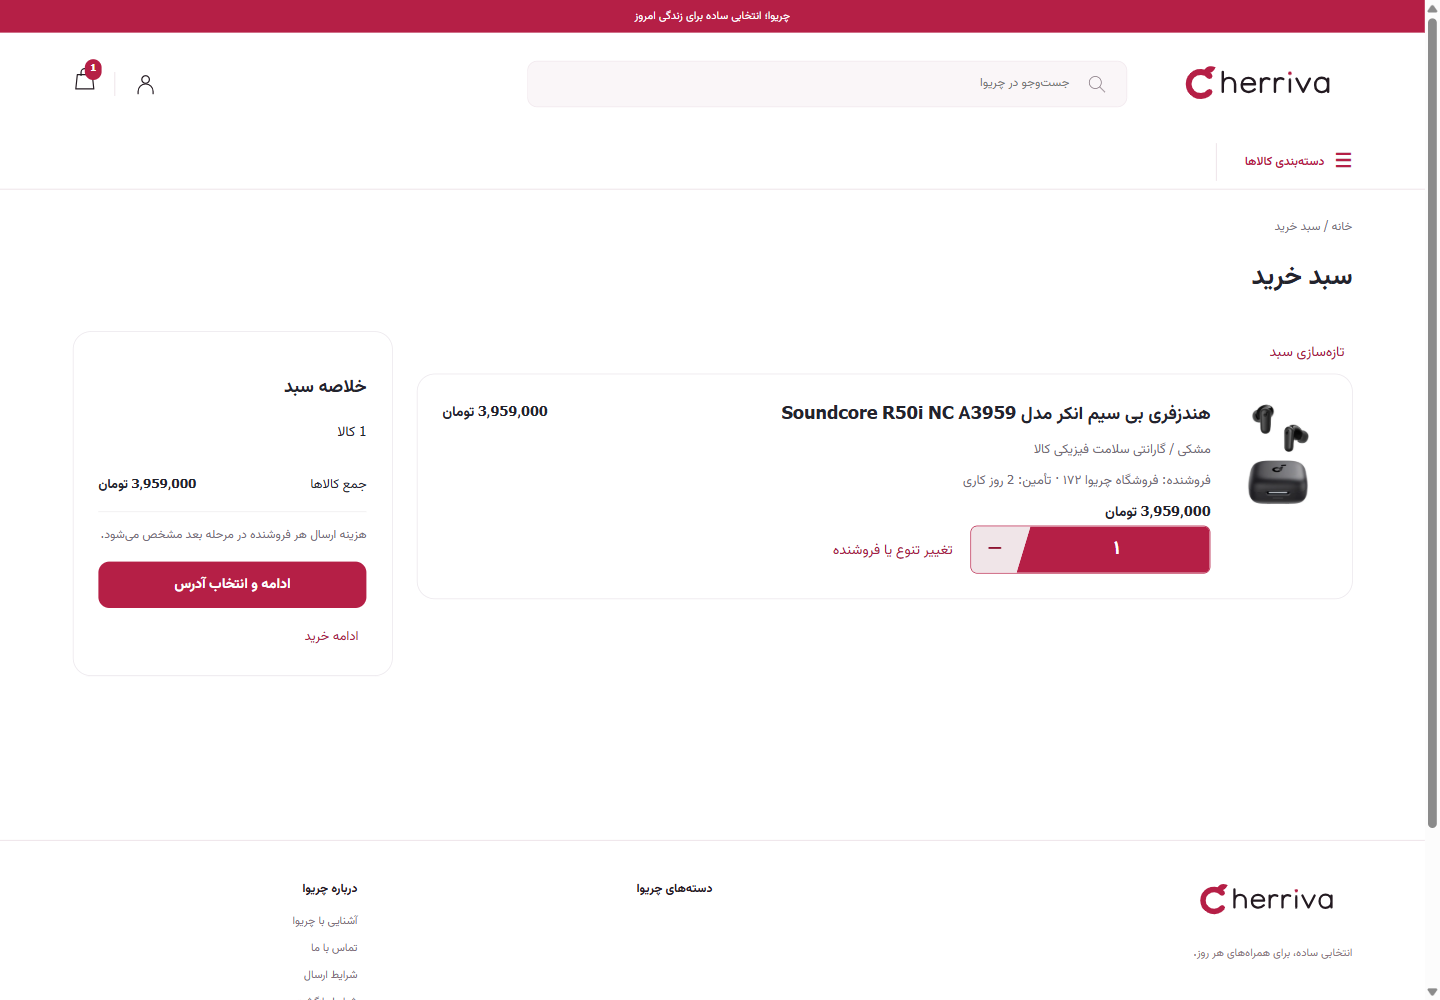 چریوا؛ انتخابی ساده برای زندگی امروز
Cherriva
جست‌وجو در چریوا
1
دسته‌بندی کالاها
خانه / سبد خرید
سبد خرید
تازه‌سازی سبد
هندزفری بی سیم انکر مدل Soundcore R50i NC A3959
3,959,000 تومان
مشکی / گارانتی سلامت فیزیکی کالا
فروشنده: فروشگاه چریوا ۱۷۲ · تأمین: 2 روز کاری
3,959,000 تومان
۱ −
تغییر تنوع یا فروشنده
خلاصه سبد
1 کالا
جمع کالاها 3,959,000 تومان
هزینه ارسال هر فروشنده در مرحله بعد مشخص می‌شود.
ادامه و انتخاب آدرس
ادامه خرید
Cherriva
انتخابی ساده، برای همراه‌های هر روز.
دسته‌های چریوا
درباره چریوا
آشنایی با چریوا
تماس با ما
شرایط ارسال